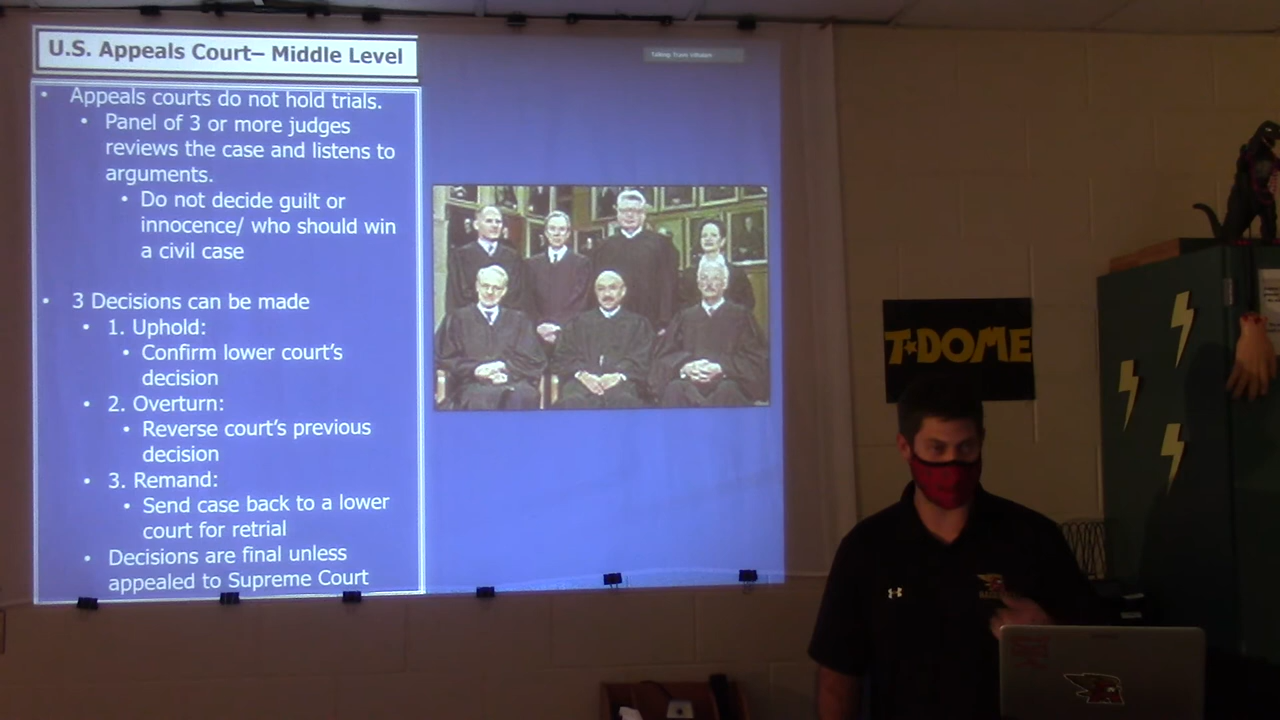 U.S. Appeals Court– Middle Level
Appeals courts do not hold trials.
Panel of 3 or more judges
reviews the case and listens to
arguments.
Do not decide guilt or
innocence/ who should win
a civil case
3 Decisions can be made
1. Uphold:
Confirm lower court's
decision
2. Overturn:
Reverse court's previous
decision
3. Remand:
Send case back to a lower
court for retrial
Decisions are final unless
appealed to Supreme Court
Talking:
T★DOME